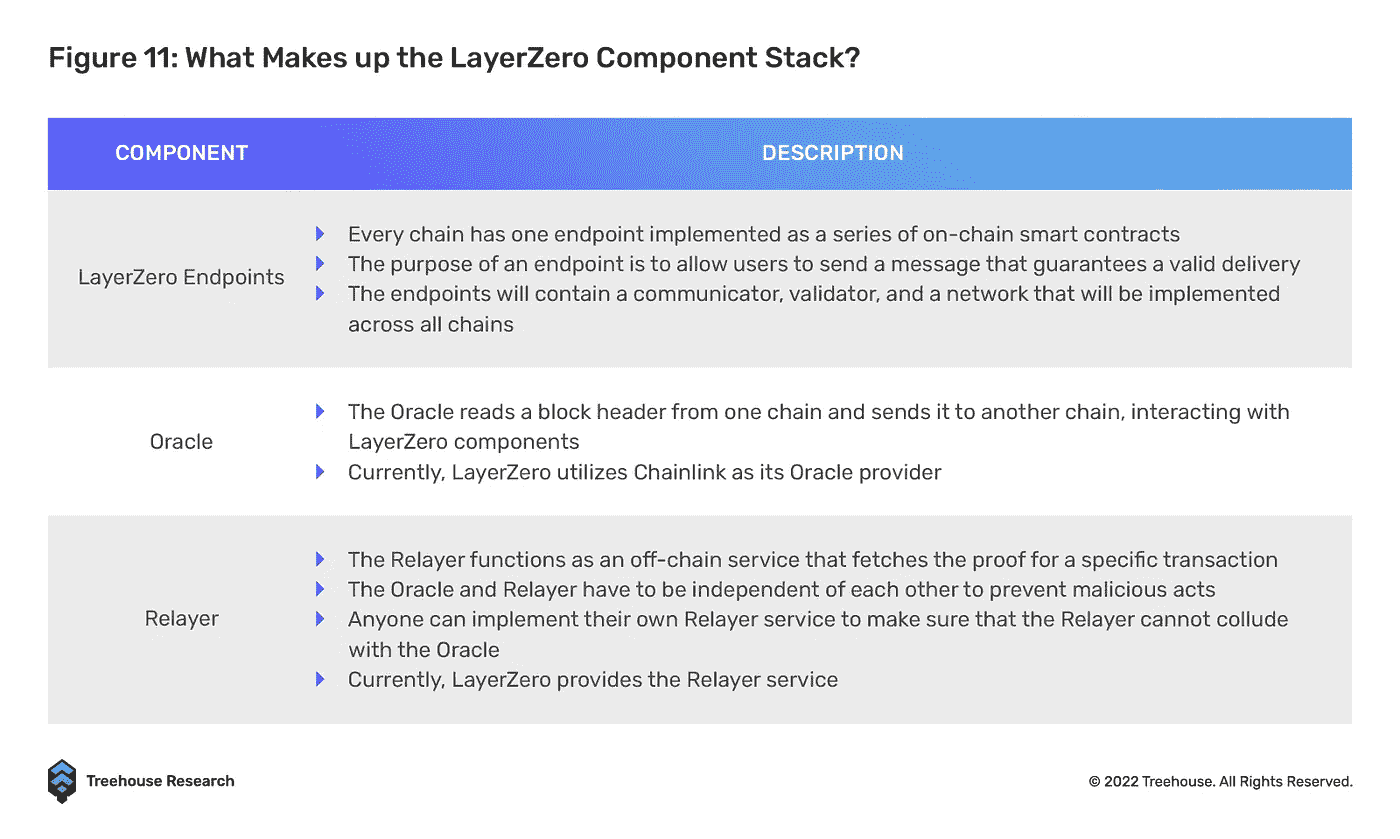 Figure 11: What Makes up the LayerZero Component Stack?
COMPONENT
DESCRIPTION
LayerZero Endpoints
Every chain has one endpoint implemented as a series of on-chain smart contracts
The purpose of an endpoint is to allow users to send a message that guarantees a valid delivery
The endpoints will contain a communicator, validator, and a network that will be implemented
across all chains
Oracle
The Oracle reads a block header from one chain and sends it to another chain, interacting with
LayerZero components
Currently, LayerZero utilizes Chainlink as its Oracle provider
Relayer
The Relayer functions as an off-chain service that fetches the proof for a specific transaction
The Oracle and Relayer have to be independent of each other to prevent malicious acts
Anyone can implement their own Relayer service to make sure that the Relayer cannot collude
with the Oracle
Currently, LayerZero provides the Relayer service
Treehouse Research
© 2022 Treehouse. All Rights Reserved.